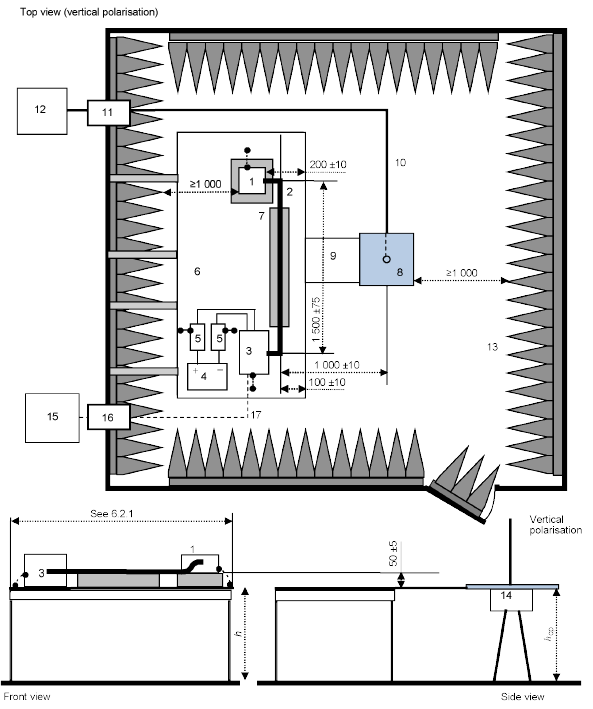 Top view (vertical polarisation)
12
11
10
200 ±10
1
≥1 000
2
7
9
6
8
≥1 000
1 500 ±75
5
5
3
13
4
+ −
1 000 ±10
100 ±10
15
16
17
See 6.2.1
Vertical
polarisation
1
3
50 ±5
14
h
Front view
Side view